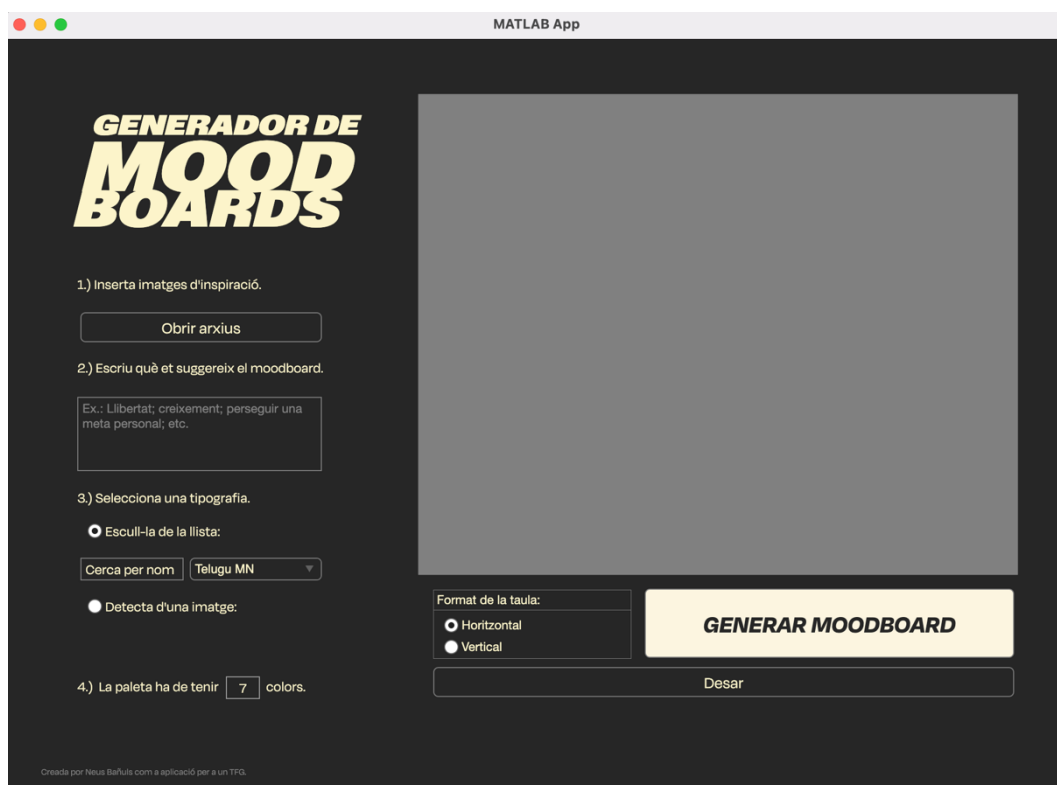 MATLAB App
GENERADOR DE
MOOD
BOARDS
1.) Inserta imatges d'inspiració.
Obrir arxius
2.) Escriu què et suggereix el moodboard.
Ex.: Llibertat; creixement; perseguir una
meta personal; etc.
3.) Selecciona una tipografia.
Escull-la de la llista:
Cerca per nom Telugu MN
Detecta d'una imatge:
4.) La paleta ha de tenir 7 colors.
Format de la taula:
Horitzontal
Vertical
GENERAR MOODBOARD
Desar
Creada por Neus Bañuls com a aplicació per a un TFG.